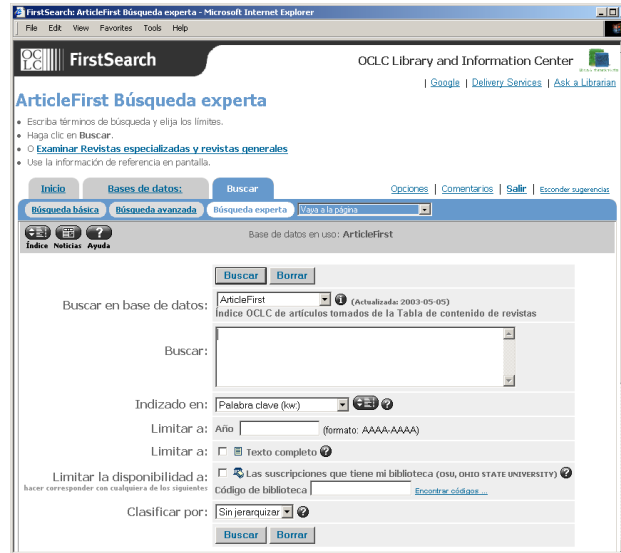 FirstSearch: ArticleFirst Búsqueda experta - Microsoft Internet Explorer
File Edit View Favorites Tools Help
OCLC FirstSearch
OCLC Library and Information Center
| Google | Delivery Services | Ask a Librarian
ArticleFirst Búsqueda experta
• Escriba términos de búsqueda y elija los límites.
• Haga clic en Buscar.
• O Examinar Revistas especializadas y revistas generales
• Use la información de referencia en pantalla.
Inicio Bases de datos: Buscar Opciones | Comentarios | Salir | Esconder sugerencias
Búsqueda básica Búsqueda avanzada Búsqueda experta Vaya a la página
Índice Noticias Ayuda
Base de datos en uso: ArticleFirst
Buscar Borrar
Buscar en base de datos: ArticleFirst (Actualizada: 2003-05-05)
Índice OCLC de artículos tomados de la Tabla de contenido de revistas
Buscar:
Indizado en: Palabra clave (kw:)
Limitar a: Año (formato: AAAA-AAAA)
Limitar a: Texto completo
Limitar la disponibilidad a: Las suscripciones que tiene mi biblioteca (OSU, OHIO STATE UNIVERSITY)
hacer corresponder con cualquiera de los siguientes Código de biblioteca Encontrar códigos ...
Clasificar por: Sin jerarquizar
Buscar Borrar